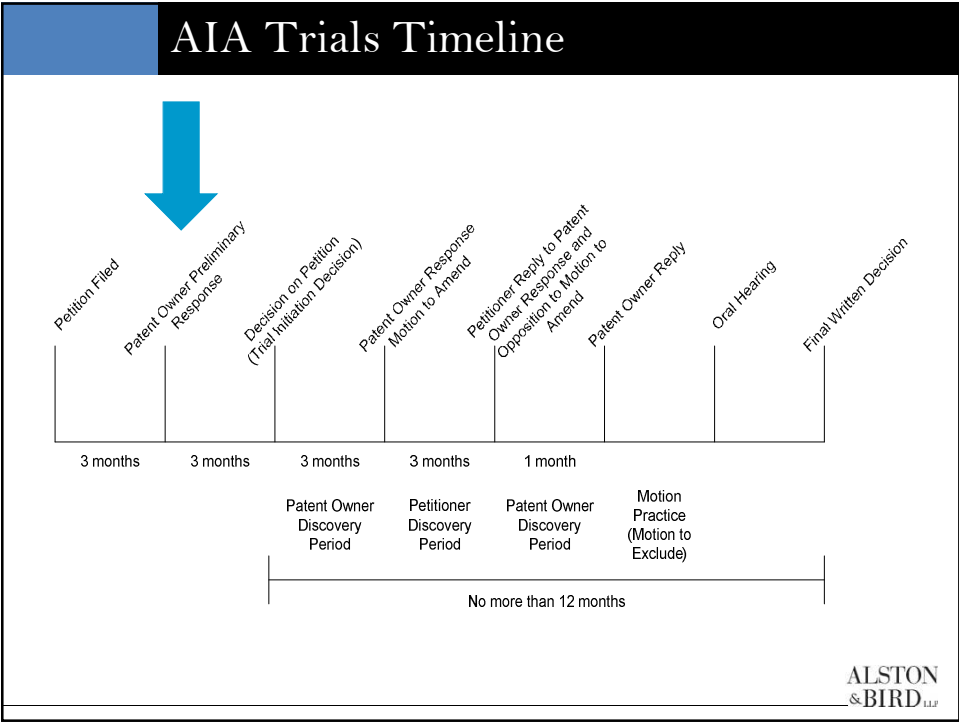 AIA Trials Timeline
Petition Filed
Patent Owner Preliminary
Response
Decision on Petition
(Trial Initiation Decision)
Patent Owner Response
Motion to Amend
Petitioner Reply to Patent
Owner Response and
Opposition to Motion to
Amend
Patent Owner Reply
Oral Hearing
Final Written Decision
3 months
3 months
3 months
3 months
1 month
Patent Owner
Discovery
Period
Petitioner
Discovery
Period
Patent Owner
Discovery
Period
Motion
Practice
(Motion to
Exclude)
No more than 12 months
ALSTON
&BIRD LLP